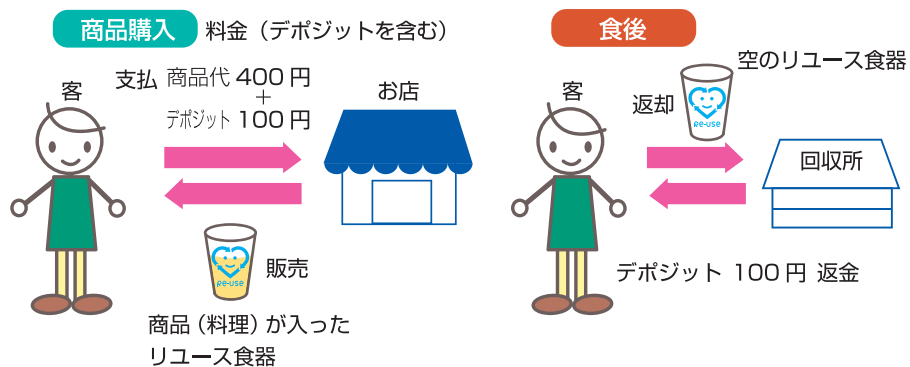 商品購入
料金（デポジットを含む）
客
支払 商品代 400 円
+
デポジット 100 円
お店
Re-USE
販売
商品（料理）が入った
リユース食器
食後
空のリユース食器
客
返却
Re-USE
回収所
デポジット 100 円 返金